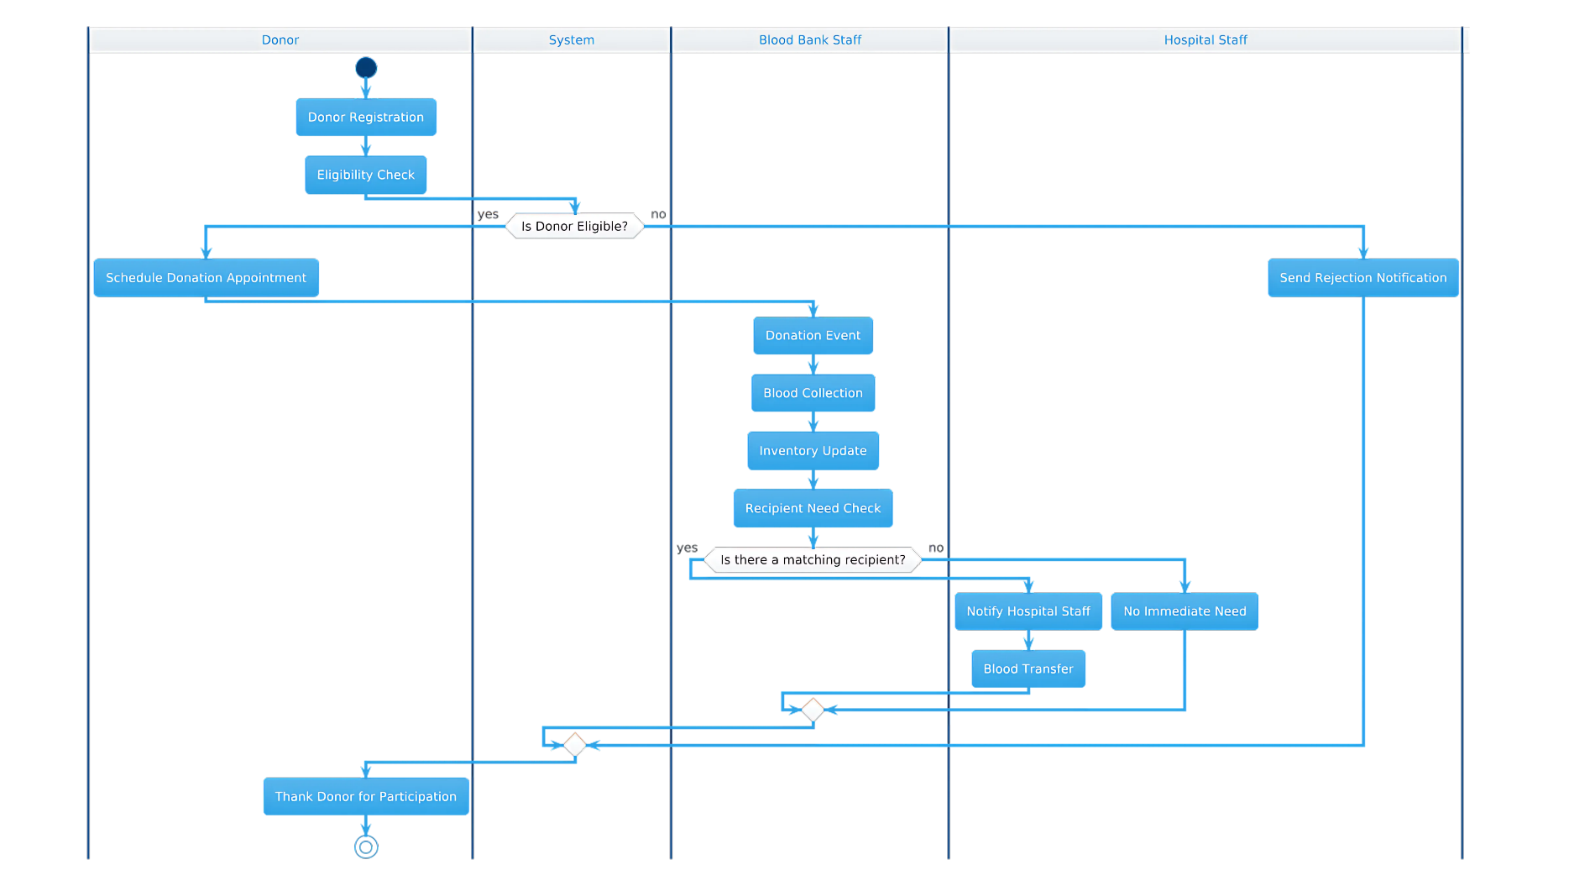 Donor
System
Blood Bank Staff
Hospital Staff
Donor Registration
Eligibility Check
yes
Is Donor Eligible?
no
Schedule Donation Appointment
Send Rejection Notification
Donation Event
Blood Collection
Inventory Update
Recipient Need Check
yes
Is there a matching recipient?
no
Notify Hospital Staff
No Immediate Need
Blood Transfer
Thank Donor for Participation